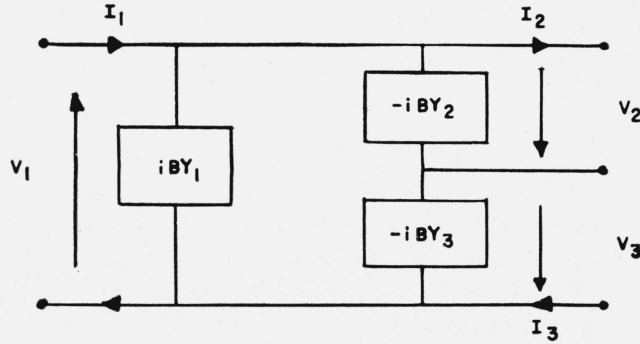 I₁ I₂
-iBY₂ V₂
V₁ iBY₁
-iBY₃ V₃
I₃